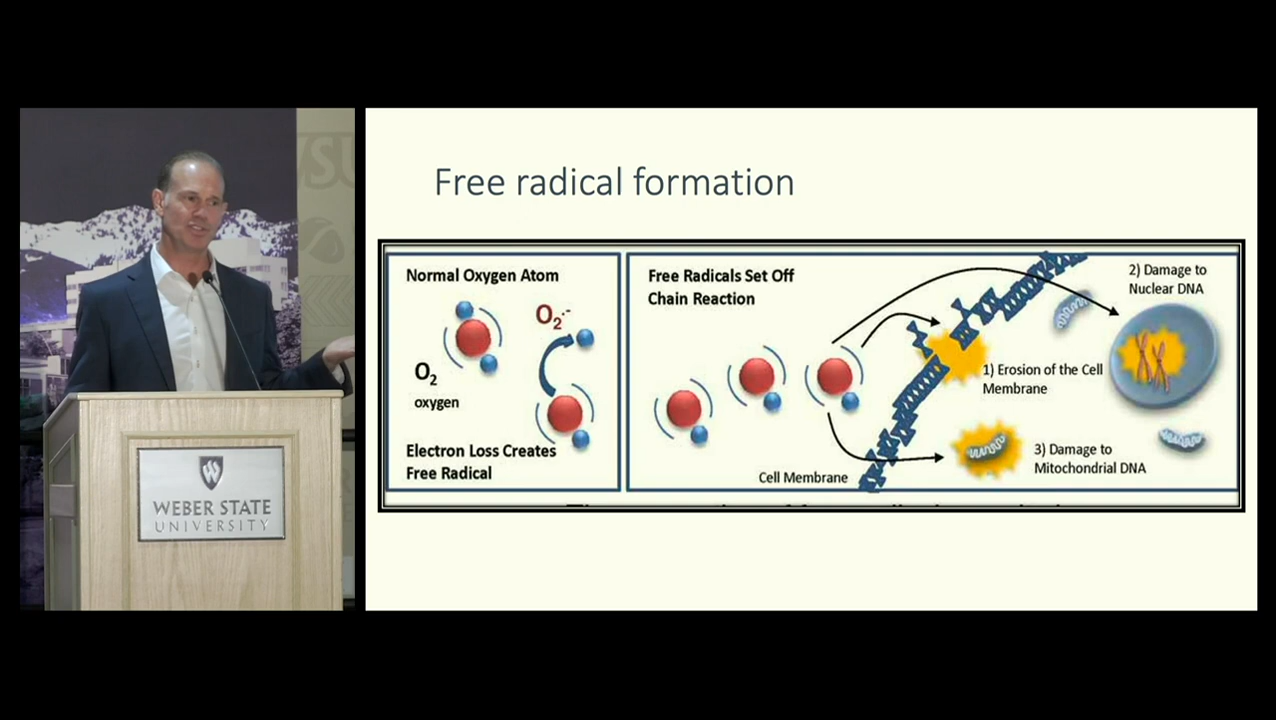 WSU
WEBER STATE
UNIVERSITY
Free radical formation
Normal Oxygen Atom
O₂·-
O₂
oxygen
Electron Loss Creates
Free Radical
Free Radicals Set Off
Chain Reaction
2) Damage to
Nuclear DNA
1) Erosion of the Cell
Membrane
3) Damage to
Mitochondrial DNA
Cell Membrane